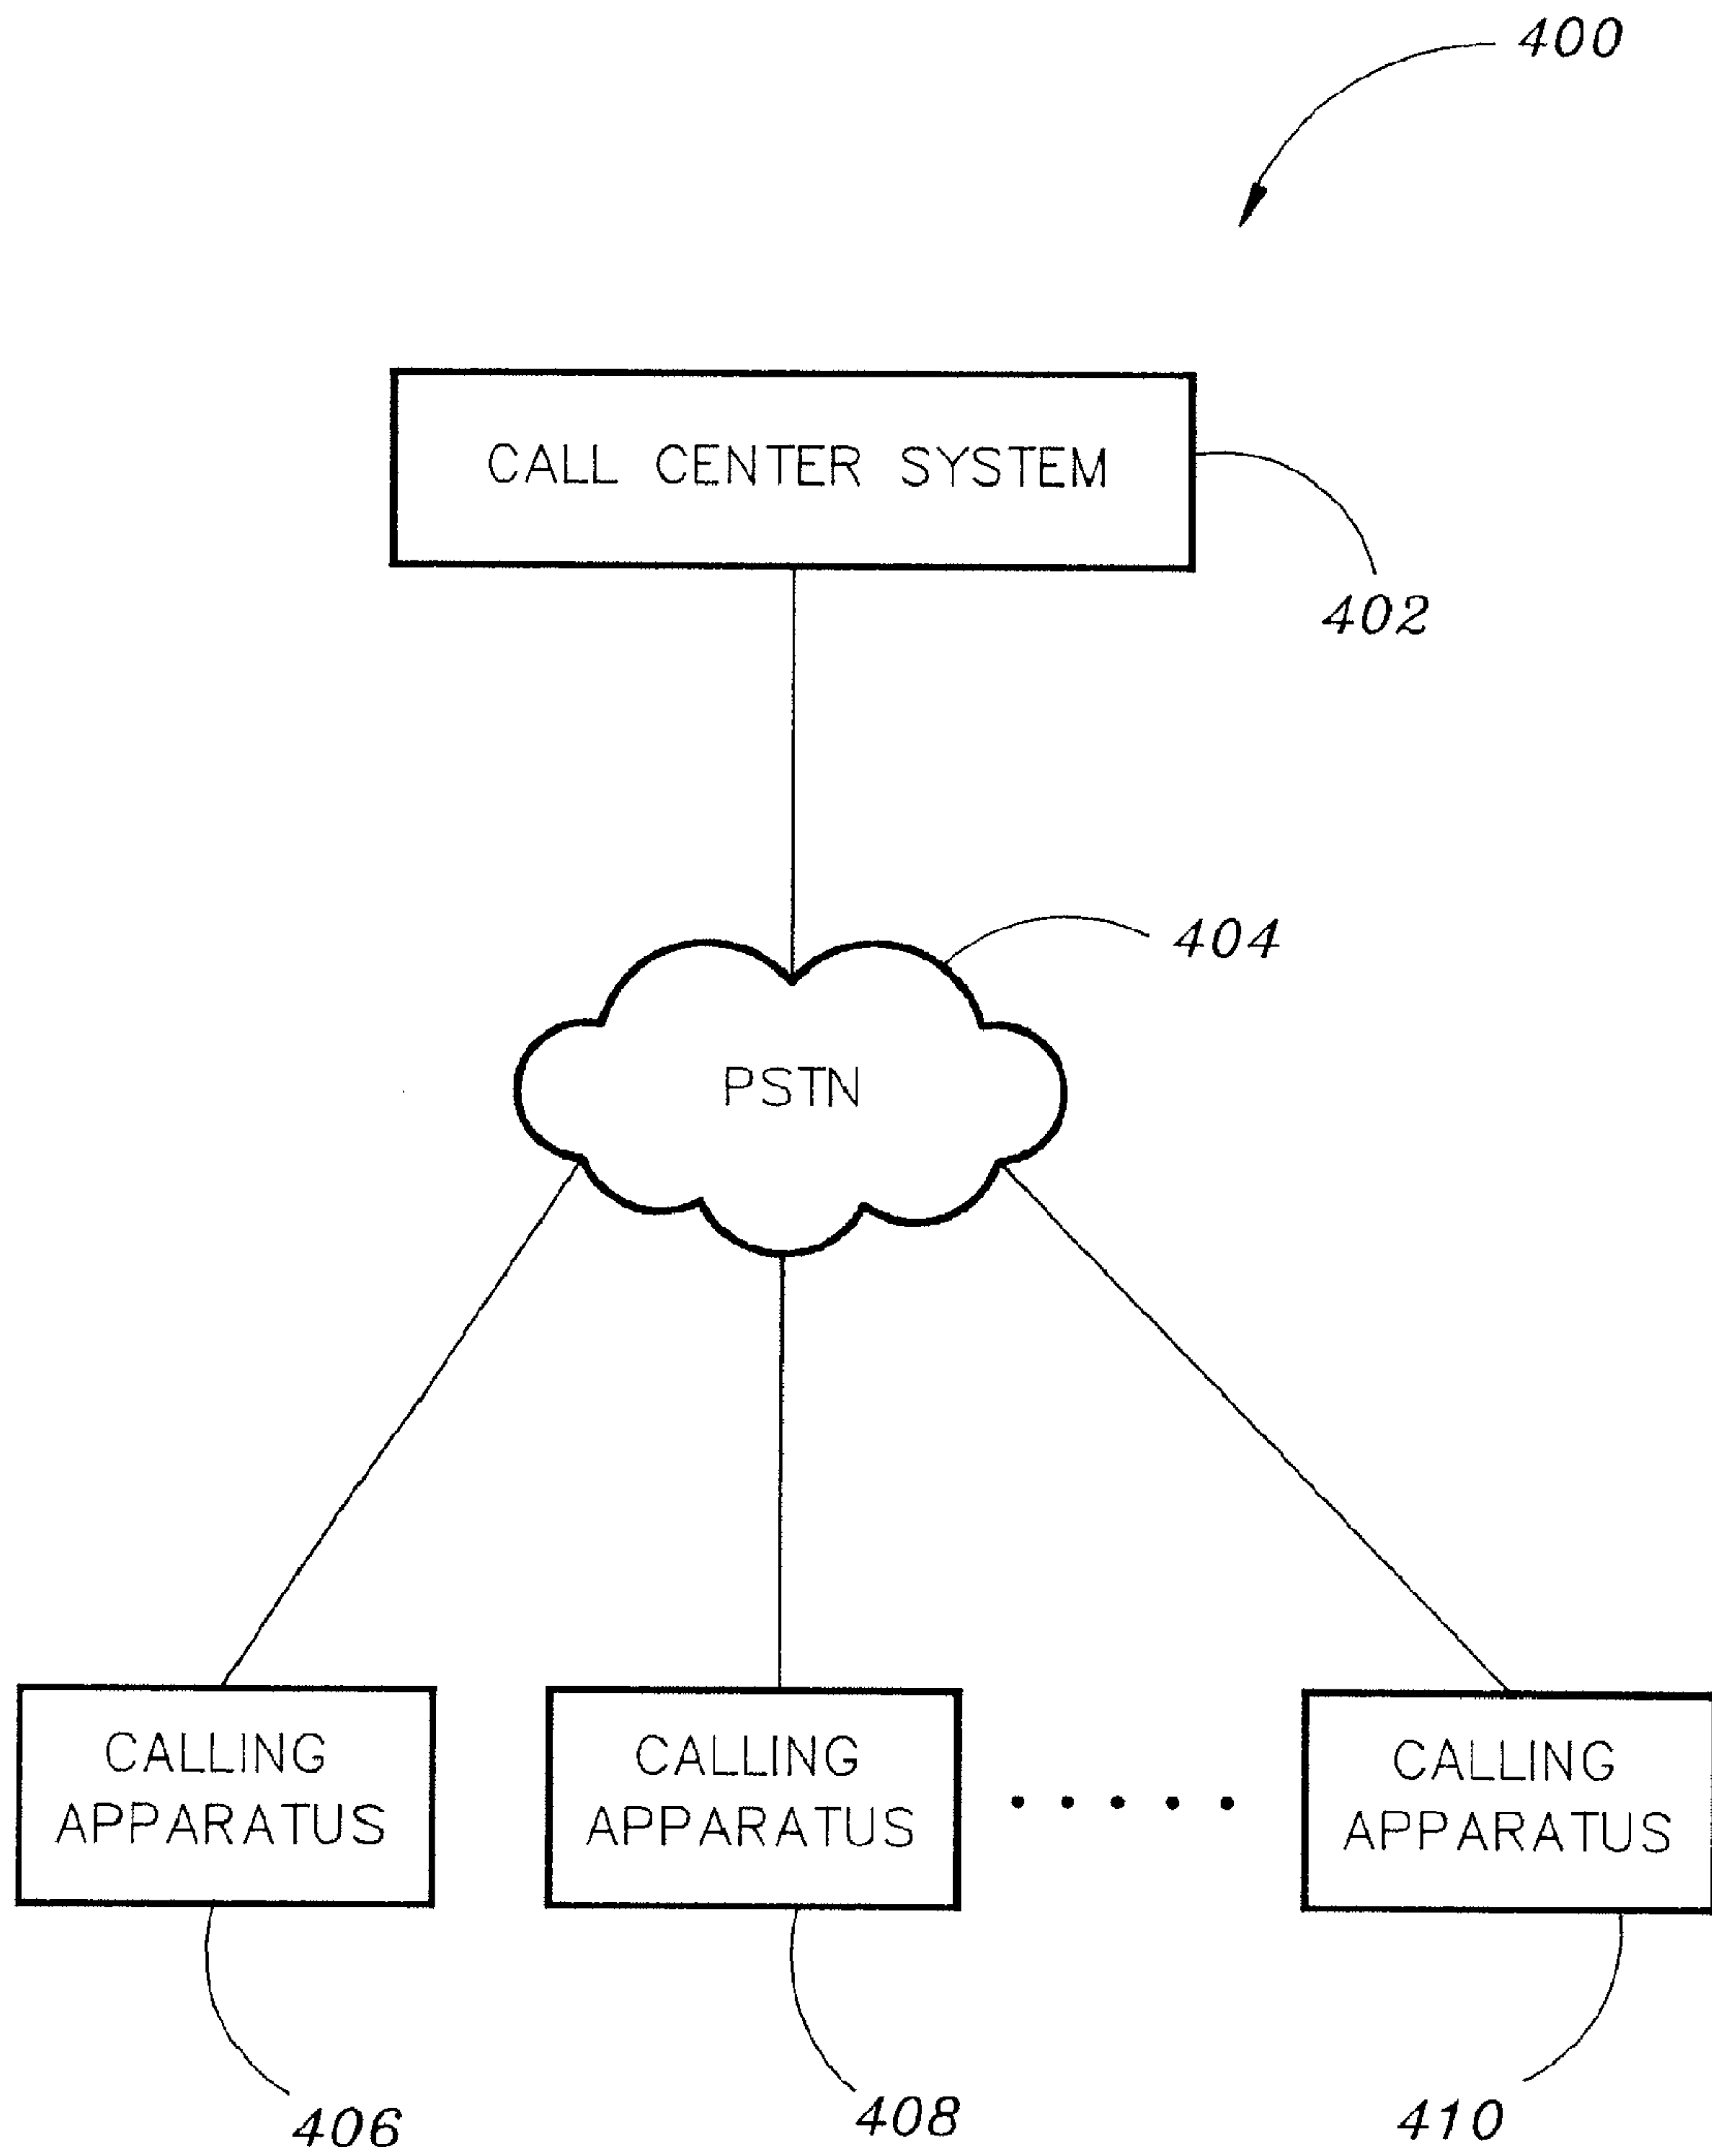 400
CALL CENTER SYSTEM
402
404
PSTN
CALLING
APPARATUS
CALLING
APPARATUS
CALLING
APPARATUS
406
408
410